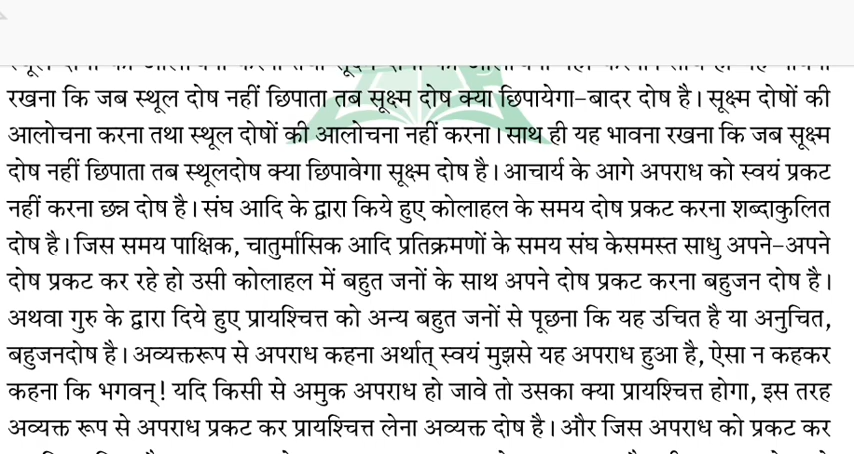 रखना कि जब स्थूल दोष नहीं छिपाता तब सूक्ष्म दोष क्या छिपायेगा-बादर दोष है। सूक्ष्म दोषों की
आलोचना करना तथा स्थूल दोषों की आलोचना नहीं करना। साथ ही यह भावना रखना कि जब सूक्ष्म
दोष नहीं छिपाता तब स्थूलदोष क्या छिपावेगा सूक्ष्म दोष है। आचार्य के आगे अपराध को स्वयं प्रकट
नहीं करना छन्न दोष है। संघ आदि के द्वारा किये हुए कोलाहल के समय दोष प्रकट करना शब्दाकुलित
दोष है। जिस समय पाक्षिक, चातुर्मासिक आदि प्रतिक्रमणों के समय संघ केसमस्त साधु अपने-अपने
दोष प्रकट कर रहे हो उसी कोलाहल में बहुत जनों के साथ अपने दोष प्रकट करना बहुजन दोष है।
अथवा गुरु के द्वारा दिये हुए प्रायश्चित्त को अन्य बहुत जनों से पूछना कि यह उचित है या अनुचित,
बहुजनदोष है। अव्यक्तरूप से अपराध कहना अर्थात् स्वयं मुझसे यह अपराध हुआ है, ऐसा न कहकर
कहना कि भगवन्! यदि किसी से अमुक अपराध हो जावे तो उसका क्या प्रायश्चित्त होगा, इस तरह
अव्यक्त रूप से अपराध प्रकट कर प्रायश्चित्त लेना अव्यक्त दोष है। और जिस अपराध को प्रकट कर